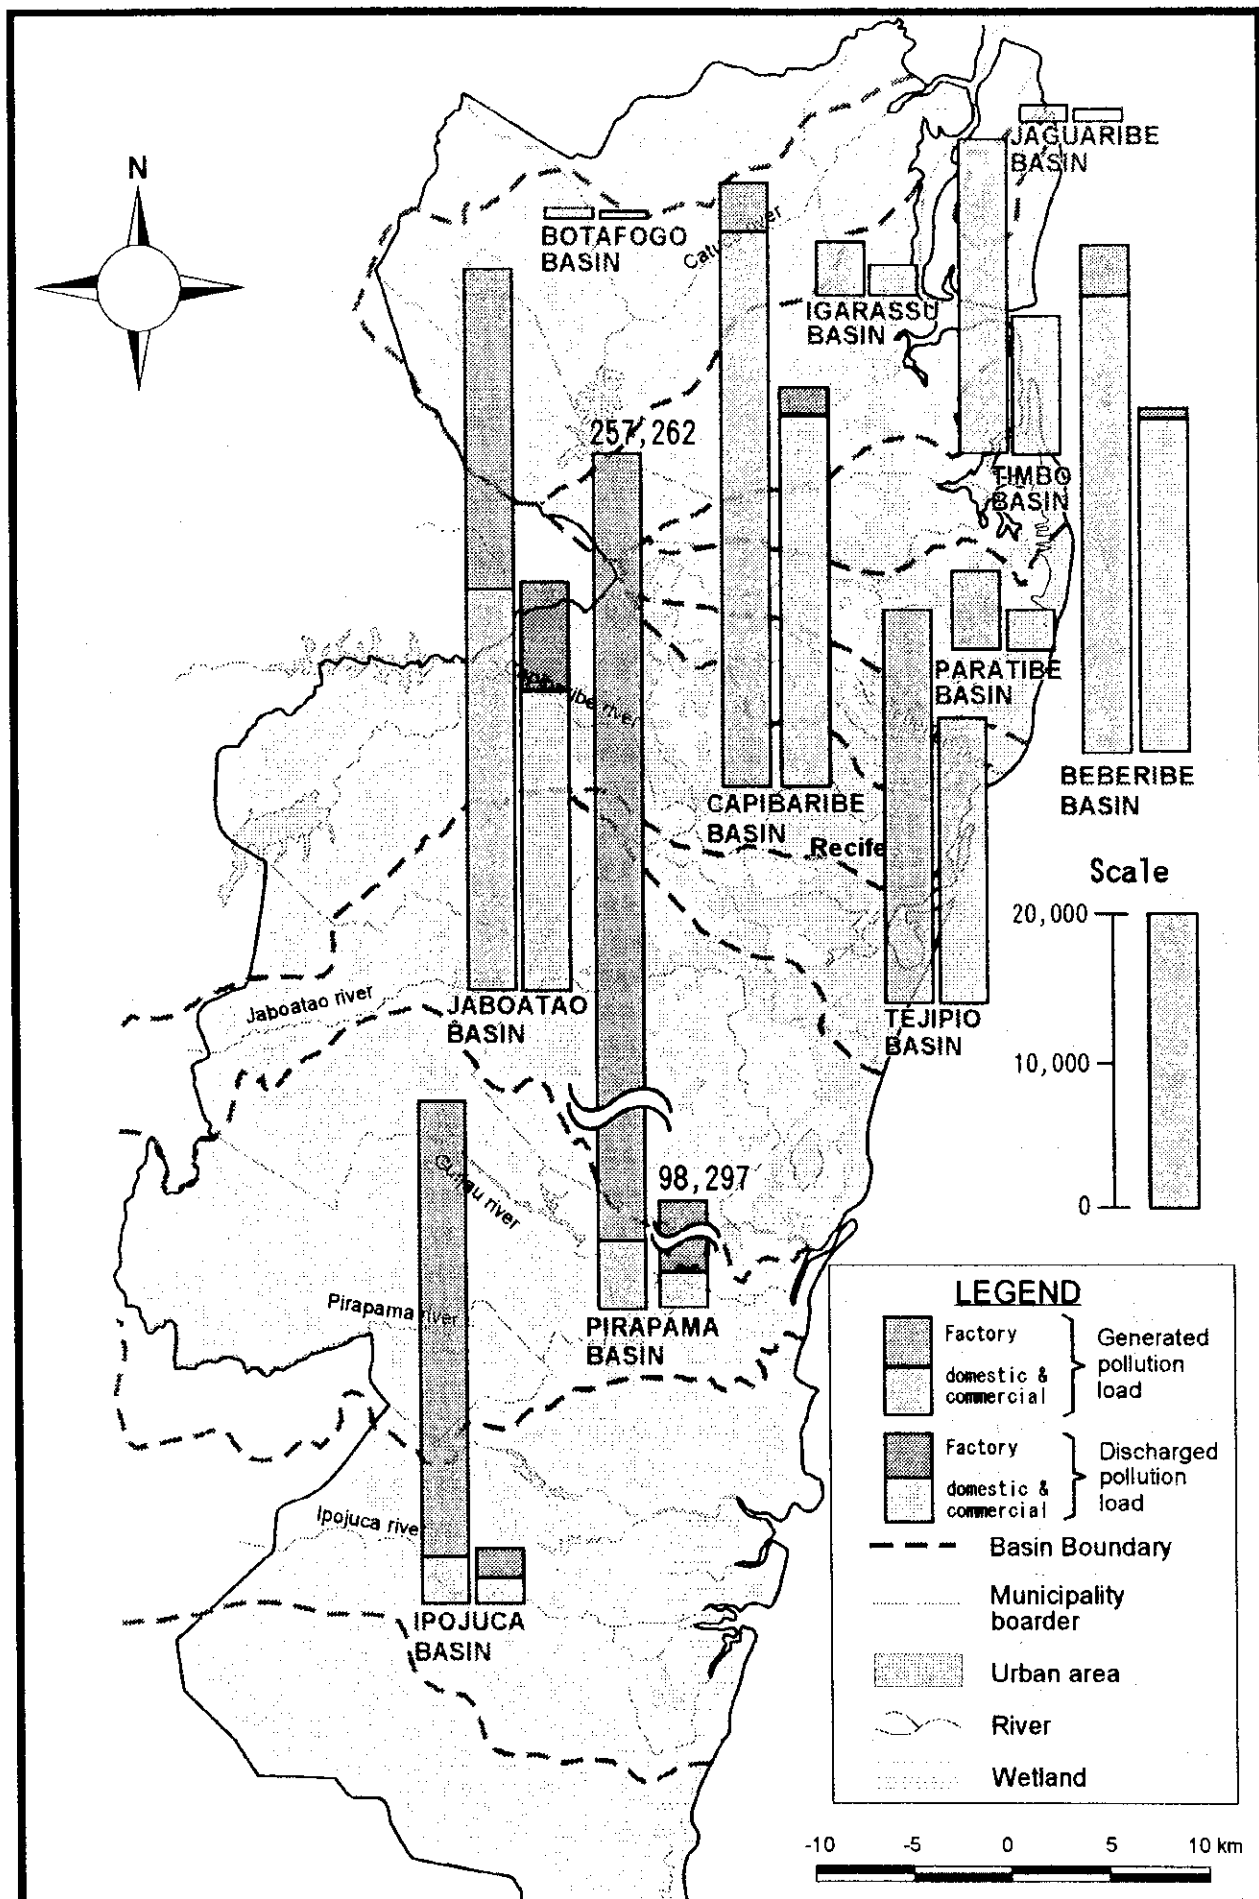 N
JAGUARIBE
BASIN
BOTAFOGO
BASIN
IGARASSU
BASIN
257,262
TIMBO
BASIN
PARATIBE
BASIN
BEBERIBE
BASIN
CAPIBARIBE
BASIN
Recife
Scale
20,000
10,000
0
Jaboatao river
JABOATAO
BASIN
TEJIPIO
BASIN
98,297
Pirapama river
PIRAPAMA
BASIN
Ipojuca river
IPOJUCA
BASIN
LEGEND
Factory
domestic &
commercial
Generated
pollution
load
Factory
domestic &
commercial
Discharged
pollution
load
Basin Boundary
Municipality
boarder
Urban area
River
Wetland
-10 -5 0 5 10 km